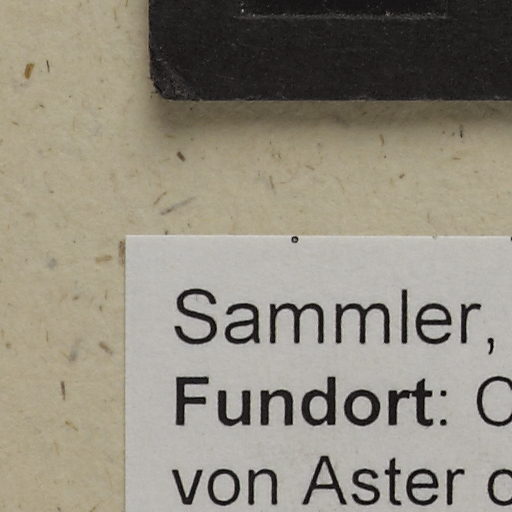 Sammler,
Fundort:
von Aster